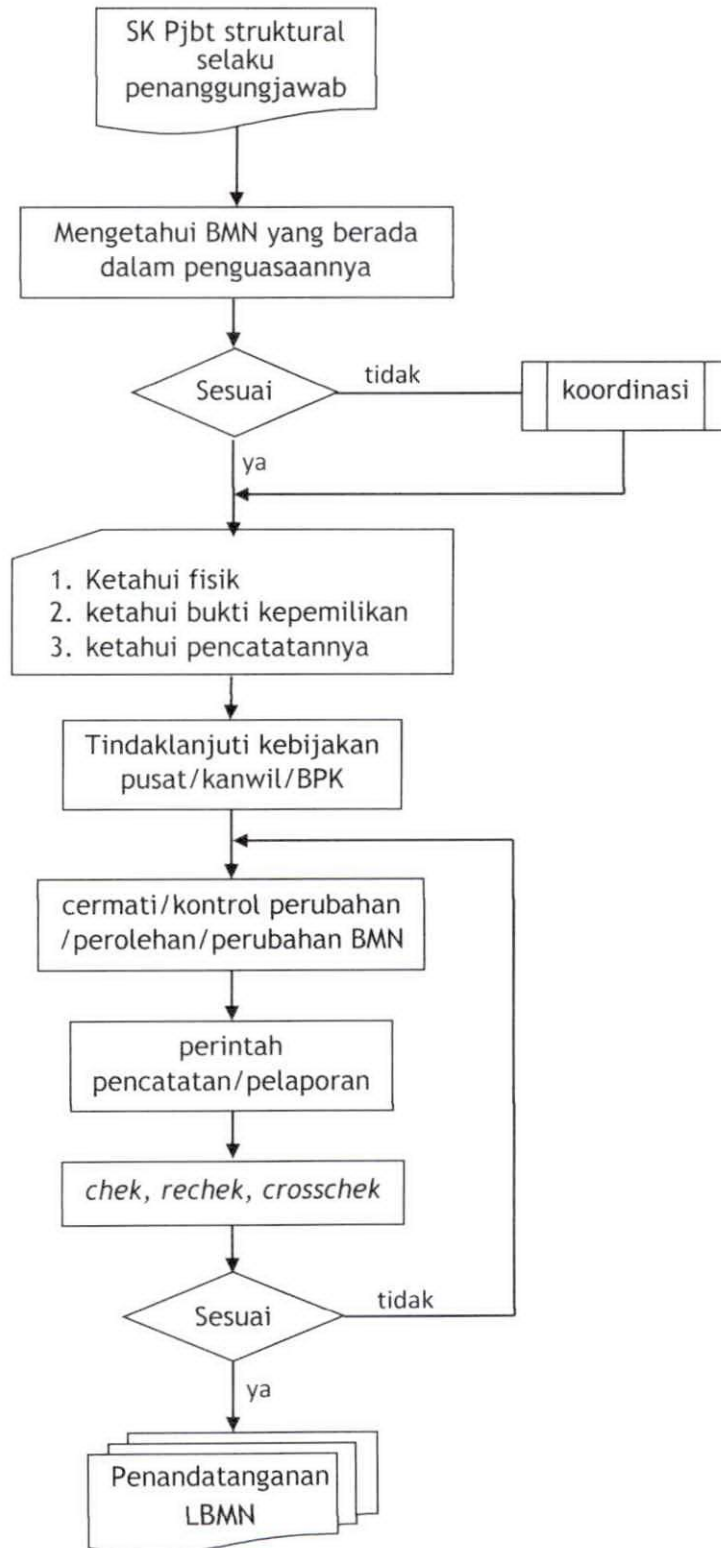 SK Pjbt struktural
selaku
penanggungjawab
Mengetahui BMN yang berada
dalam penguasaannya
Sesuai
tidak
koordinasi
ya
1. Ketahui fisik
2. ketahui bukti kepemilikan
3. ketahui pencatatannya
Tindaklanjuti kebijakan
pusat/kanwil/BPK
cermati/kontrol perubahan
/perolehan/perubahan BMN
perintah
pencatatan/pelaporan
chek, rechek, crosschek
Sesuai
tidak
ya
Penandatanganan
LBMN